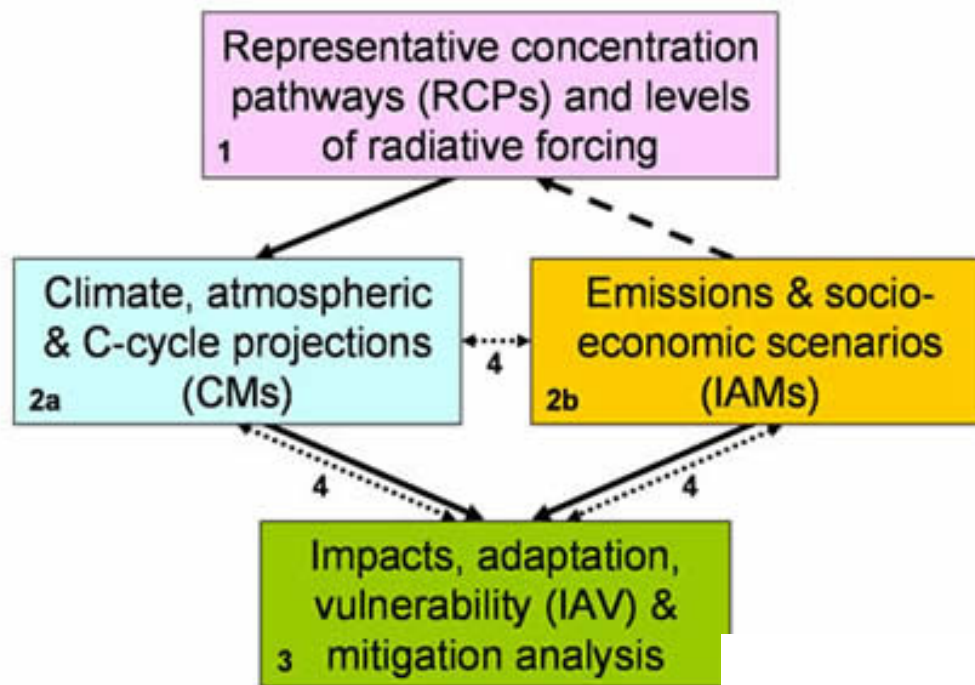 Representative concentration
pathways (RCPs) and levels
1 of radiative forcing
Climate, atmospheric
& C-cycle projections
2a (CMs)
4
Emissions & socio-
economic scenarios
2b (IAMs)
4
4
Impacts, adaptation,
vulnerability (IAV) &
3 mitigation analysis